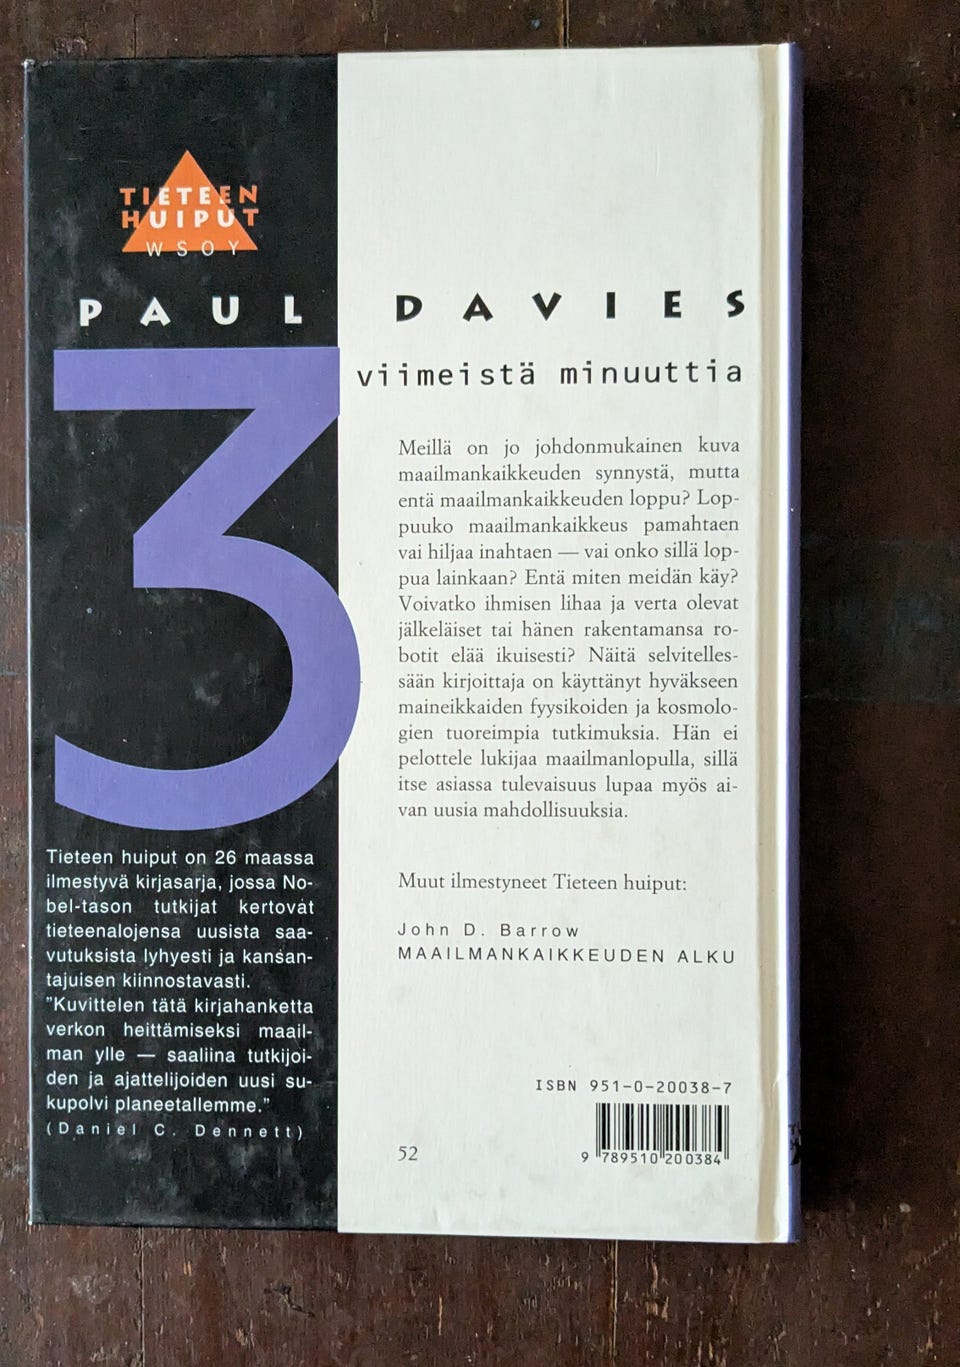 TIETEEN
HUIPUT
WSOY
PAUL DAVIES
3 viimeistä minuuttia
Meillä on jo johdonmukainen kuva
maailmankaikkeuden synnystä, mutta
entä maailmankaikkeuden loppu? Lop-
puuko maailmankaikkeus pamahtaen
vai hiljaa inahtaen — vai onko sillä lop-
pua lainkaan? Entä miten meidän käy?
Voivatko ihmisen lihaa ja verta olevat
jälkeläiset tai hänen rakentamansa ro-
botit elää ikuisesti? Näitä selvitelles-
sään kirjoittaja on käyttänyt hyväkseen
maineikkaiden fyysikoiden ja kosmolo-
gien tuoreimpia tutkimuksia. Hän ei
pelottele lukijaa maailmanlopulla, sillä
itse asiassa tulevaisuus lupaa myös ai-
van uusia mahdollisuuksia.
Muut ilmestyneet Tieteen huiput:
John D. Barrow
MAAILMANKAIKKEUDEN ALKU
Tieteen huiput on 26 maassa
ilmestyvä kirjasarja, jossa No-
bel-tason tutkijat kertovat
tieteenalojensa uusista saa-
vutuksista lyhyesti ja kansan-
tajuisen kiinnostavasti.
"Kuvittelen tätä kirjahanketta
verkon heittämiseksi maail-
man ylle — saaliina tutkijoi-
den ja ajattelijoiden uusi su-
kupolvi planeetallemme."
(Daniel C. Dennett)
52
ISBN 951-0-20038-7
9 789510 200384